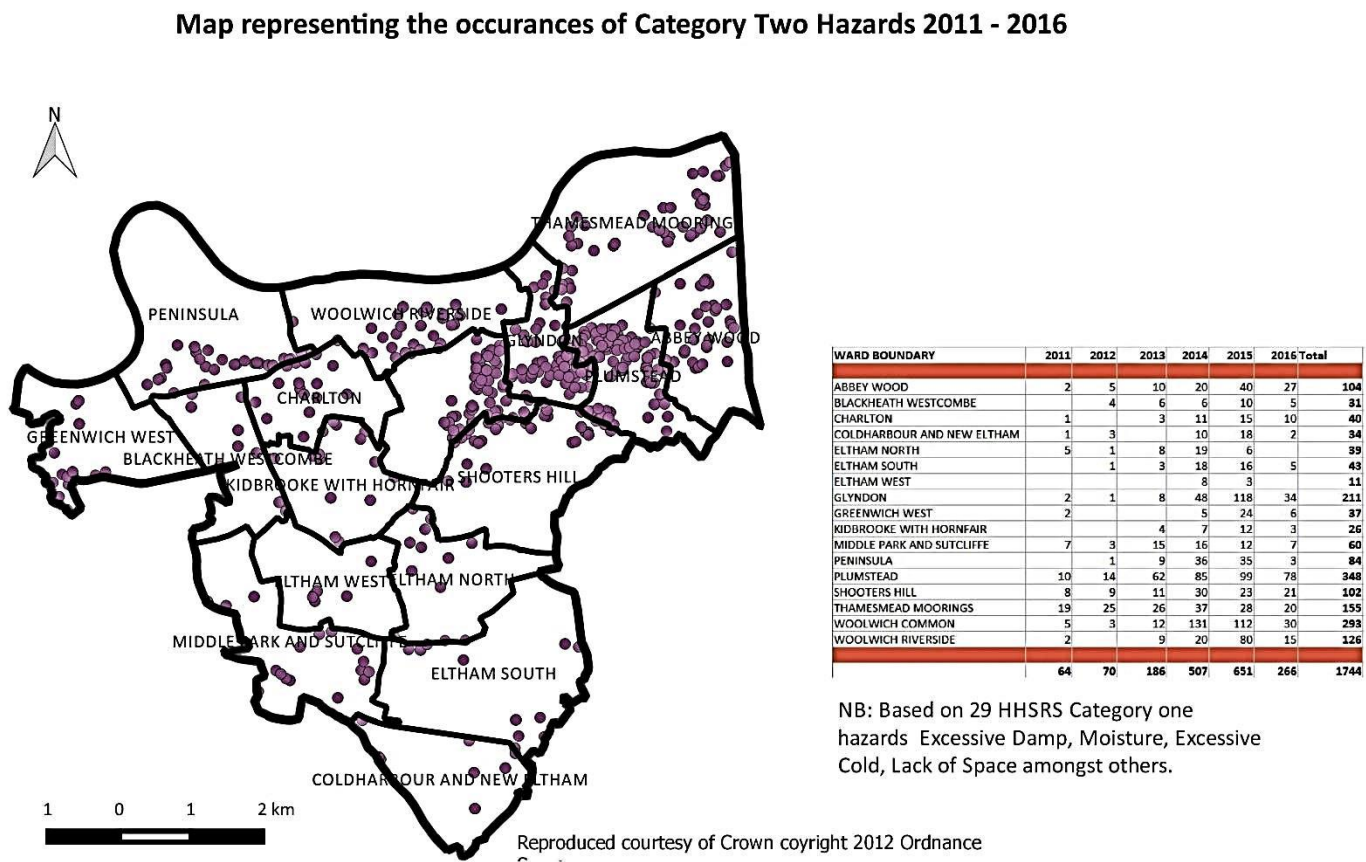 Map representing the occurances of Category Two Hazards 2011 - 2016
N
THAMESMEAD MOORING
PENINSULA
WOOLWICH RIVERSIDE
GLYNDON
ABBEY WOOD
PLUMSTEAD
CHARLTON
GREENWICH WEST
BLACKHEATH WESTCOMBE
KIDBROOKE WITH HORNFAIR
SHOOTERS HILL
ELTHAM WEST
ELTHAM NORTH
MIDDLE PARK AND SUTCLIFFE
ELTHAM SOUTH
COLDHARBOUR AND NEW ELTHAM
1 0 1 2 km
Reproduced courtesy of Crown coyright 2012 Ordnance
WARD BOUNDARY 2011 2012 2013 2014 2015 2016 Total
ABBEY WOOD 2 5 10 20 40 27 104
BLACKHEATH WESTCOMBE 4 6 6 10 5 31
CHARLTON 1 3 11 15 10 40
COLDHARBOUR AND NEW ELTHAM 1 3 10 18 2 34
ELTHAM NORTH 5 1 8 19 6 39
ELTHAM SOUTH 1 3 18 16 5 43
ELTHAM WEST 8 3 11
GLYNDON 2 1 8 48 118 34 211
GREENWICH WEST 2 5 24 6 37
KIDBROOKE WITH HORNFAIR 4 7 12 3 26
MIDDLE PARK AND SUTCLIFFE 7 3 15 16 12 7 60
PENINSULA 1 9 36 35 3 84
PLUMSTEAD 10 14 62 85 99 78 348
SHOOTERS HILL 8 9 11 30 23 21 102
THAMESMEAD MOORINGS 19 25 26 37 28 20 155
WOOLWICH COMMON 5 3 12 131 112 30 293
WOOLWICH RIVERSIDE 2 9 20 80 15 126
64 70 186 507 651 266 1744
NB: Based on 29 HHSRS Category one
hazards Excessive Damp, Moisture, Excessive
Cold, Lack of Space amongst others.